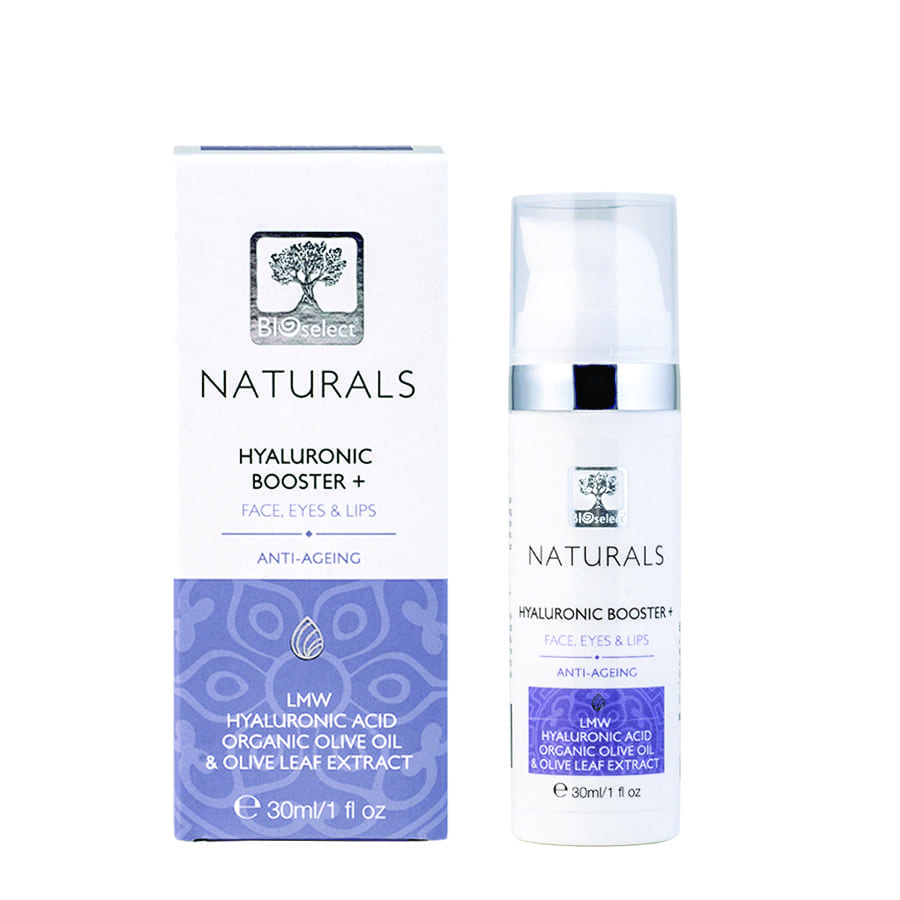 BIOselect
NATURALS
HYALURONIC
BOOSTER +
FACE, EYES & LIPS
ANTI-AGEING
LMW
HYALURONIC ACID
ORGANIC OLIVE OIL
& OLIVE LEAF EXTRACT
℮ 30ml/1 fl oz
BIOselect
NATURALS
HYALURONIC BOOSTER +
FACE, EYES & LIPS
ANTI-AGEING
LMW
HYALURONIC ACID
ORGANIC OLIVE OIL
& OLIVE LEAF EXTRACT
℮ 30ml/1 fl oz